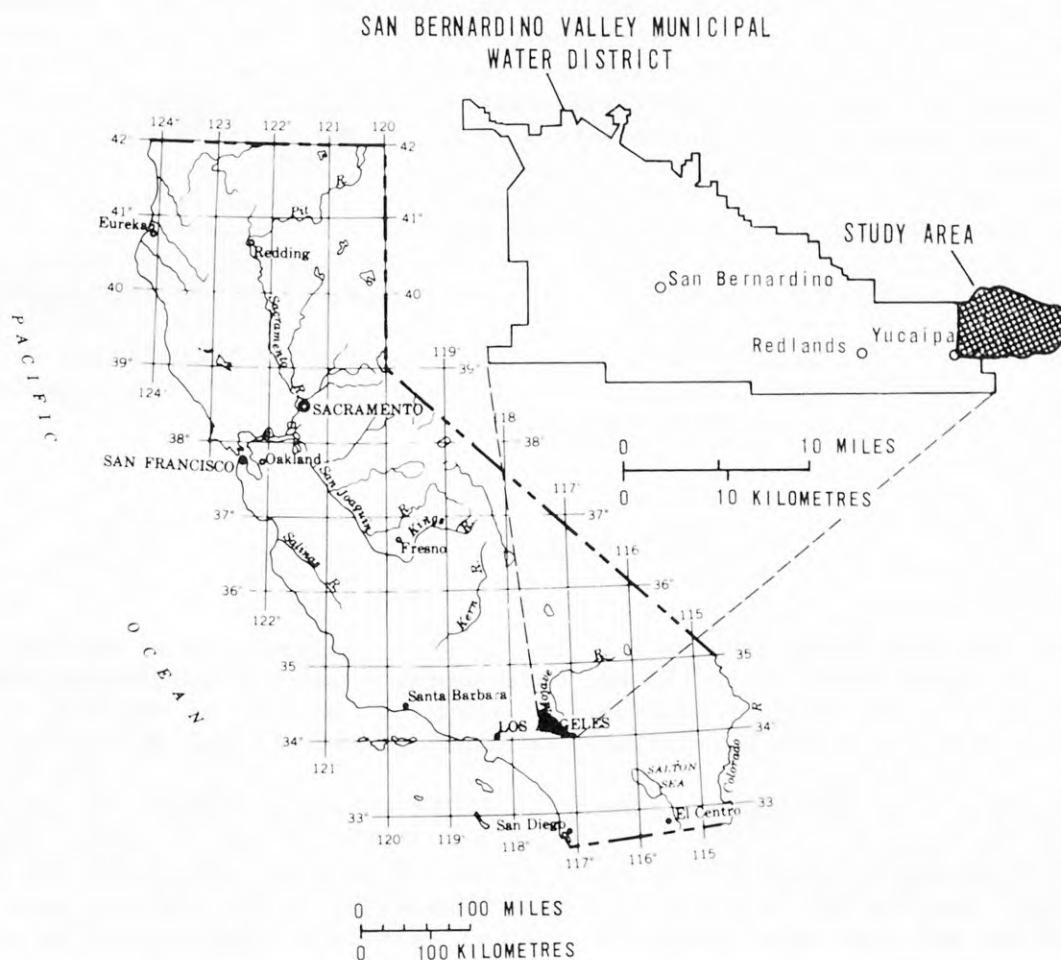 SAN BERNARDINO VALLEY MUNICIPAL
WATER DISTRICT
124° 123° 122° 121 120
42° 42
STUDY AREA
41° 41°
Pit R.
Eureka
Redding
San Bernardino
40 40
Yucaipa
Redlands
Sacramento R
PACIFIC
39° 39°
124°
118
SACRAMENTO
38° 38°
0 10 MILES
SAN FRANCISCO
Oakland
0 10 KILOMETRES
San Joaquin R.
117°
37° 37°
Kings R.
Fresno
116
Salinas R.
36° 36°
Kern R.
122°
115
OCEAN
35 35
Mojave R.
Santa Barbara
LOS ANGELES
34° 34°
121
SALTON
SEA
Colorado R
33° 33
San Diego
El Centro
120 119 118° 117° 116° 115
0 100 MILES
0 100 KILOMETRES